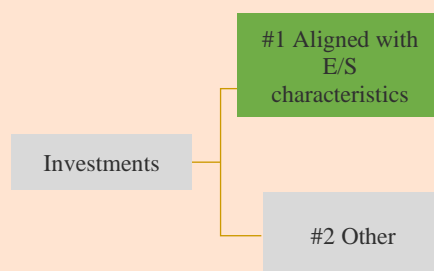 #1 Aligned with
E/S
characteristics
Investments
#2 Other